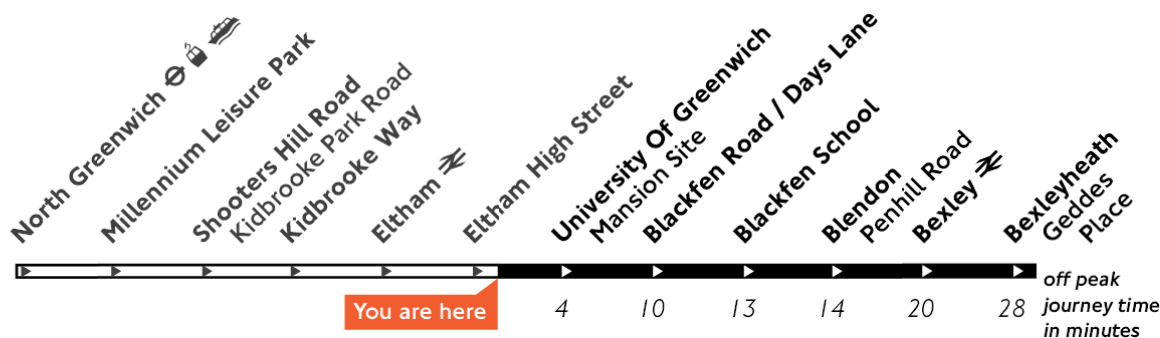 North Greenwich
Millennium Leisure Park
Shooters Hill Road
Kidbrooke Park Road
Kidbrooke Way
Eltham
Eltham High Street
University Of Greenwich
Mansion Site
Blackfen Road / Days Lane
Blackfen School
Blendon
Penhill Road
Bexley
Bexleyheath
Geddes
Place
You are here
4
10
13
14
20
28
off peak
journey time
in minutes